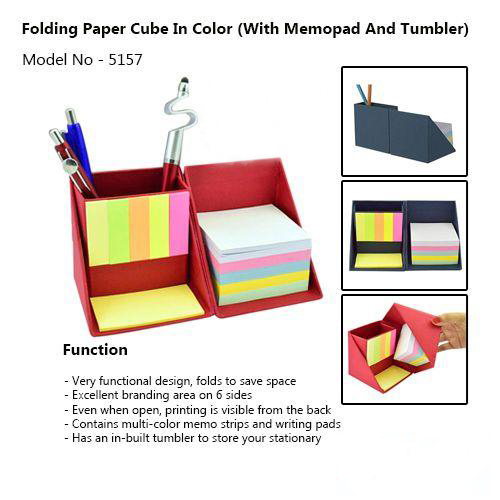 Folding Paper Cube In Color (With Memopad And Tumbler)
Model No - 5157
Function
- Very functional design, folds to save space
- Excellent branding area on 6 sides
- Even when open, printing is visible from the back
- Contains multi-color memo strips and writing pads
- Has an in-built tumbler to store your stationary